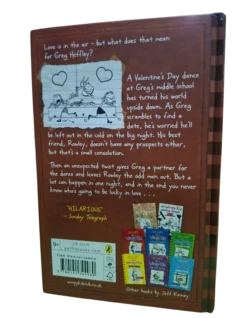 Love is in the air - but what does that mean
for Greg Heffley?
A Valentine's Day dance
at Greg's middle school
has turned his world
upside down. As Greg
scrambles to find a
date, he's worried he'll
be left out in the cold on the big night. His best
friend, Rowley, doesn't have any prospects either,
but that's a small consolation.
Then an unexpected twist gives Greg a partner for
the dance and leaves Rowley the odd man out. But a
lot can happen in one night, and in the end you never
know who's going to be lucky in love . . .
'HILARIOUS'
- Sunday Telegraph
Other books by Jeff Kinney